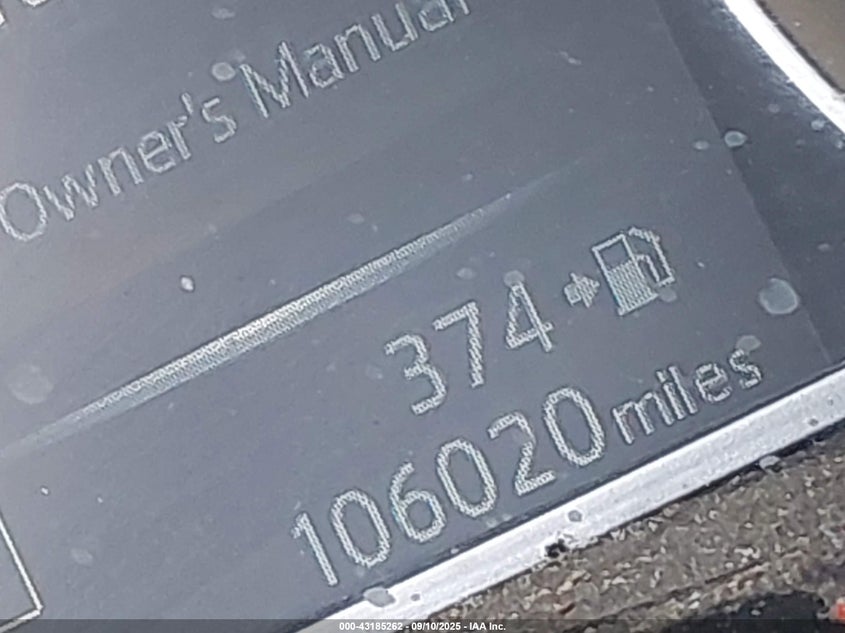 Owner's Manual
374
106020 miles
000-43185262 - 09/10/2025 - IAA Inc.